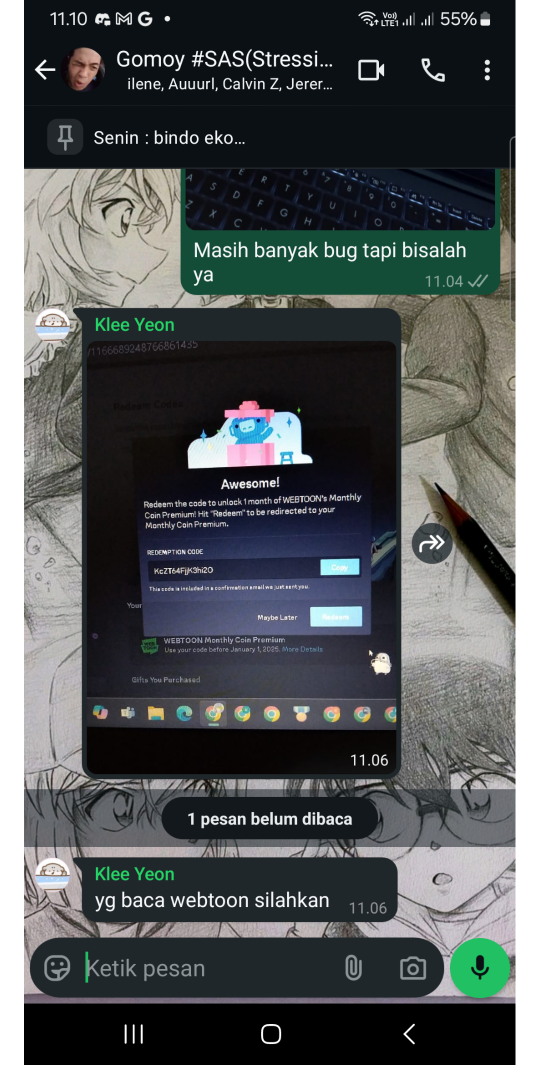 11.10
Vo))
LTE1
55%
Gomoy #SAS(Stressi...
ilene, Auuurl, Calvin Z, Jerer...
Senin : bindo eko...
Masih banyak bug tapi bisalah
ya
11.04
Klee Yeon
/1166689248766861435
Redeem Codes
Awesome!
Redeem the code to unlock 1 month of WEBTOON's Monthly
Coin Premium! Hit "Redeem" to be redirected to your
Monthly Coin Premium.
REDEMPTION CODE
KcZT64FjjK3hi2O
Copy
This code is included in a confirmation email we just sent you.
Your
Maybe Later
Redeem
WEBTOON Monthly Coin Premium
Use your code before January 1, 2025. More Details
Gifts You Purchased
11.06
1 pesan belum dibaca
Klee Yeon
yg baca webtoon silahkan
11.06
Ketik pesan